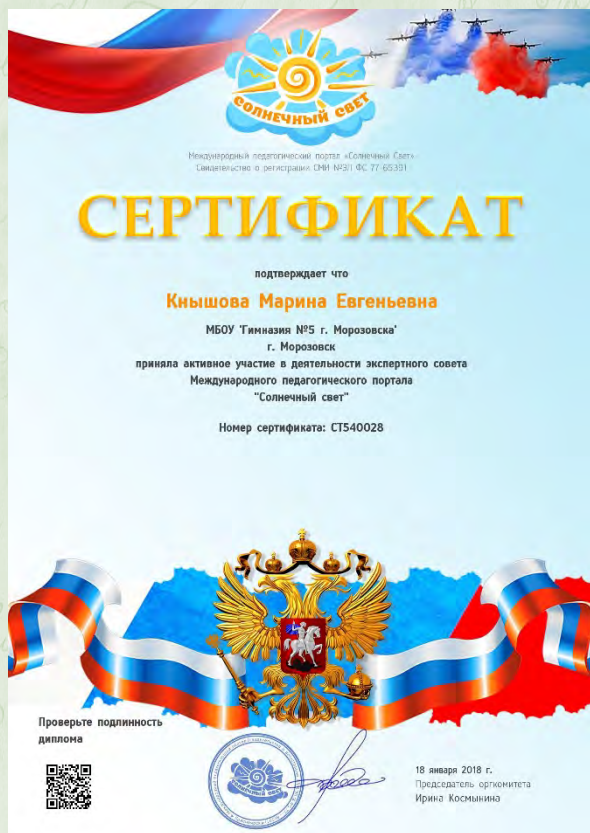 СОЛНЕЧНЫЙ СВЕТ
Международный педагогический портал «Солнечный Свет»
Свидетельство о регистрации СМИ №ЭЛ ФС 77-65391
СЕРТИФИКАТ
подтверждает что
Кнышова Марина Евгеньевна
МБОУ 'Гимназия №5 г. Морозовска'
г. Морозовск
приняла активное участие в деятельности экспертного совета
Международного педагогического портала
"Солнечный свет"
Номер сертификата: СТ540028
Проверьте подлинность
диплома
18 января 2018 г.
Председатель оргкомитета
Ирина Космынина